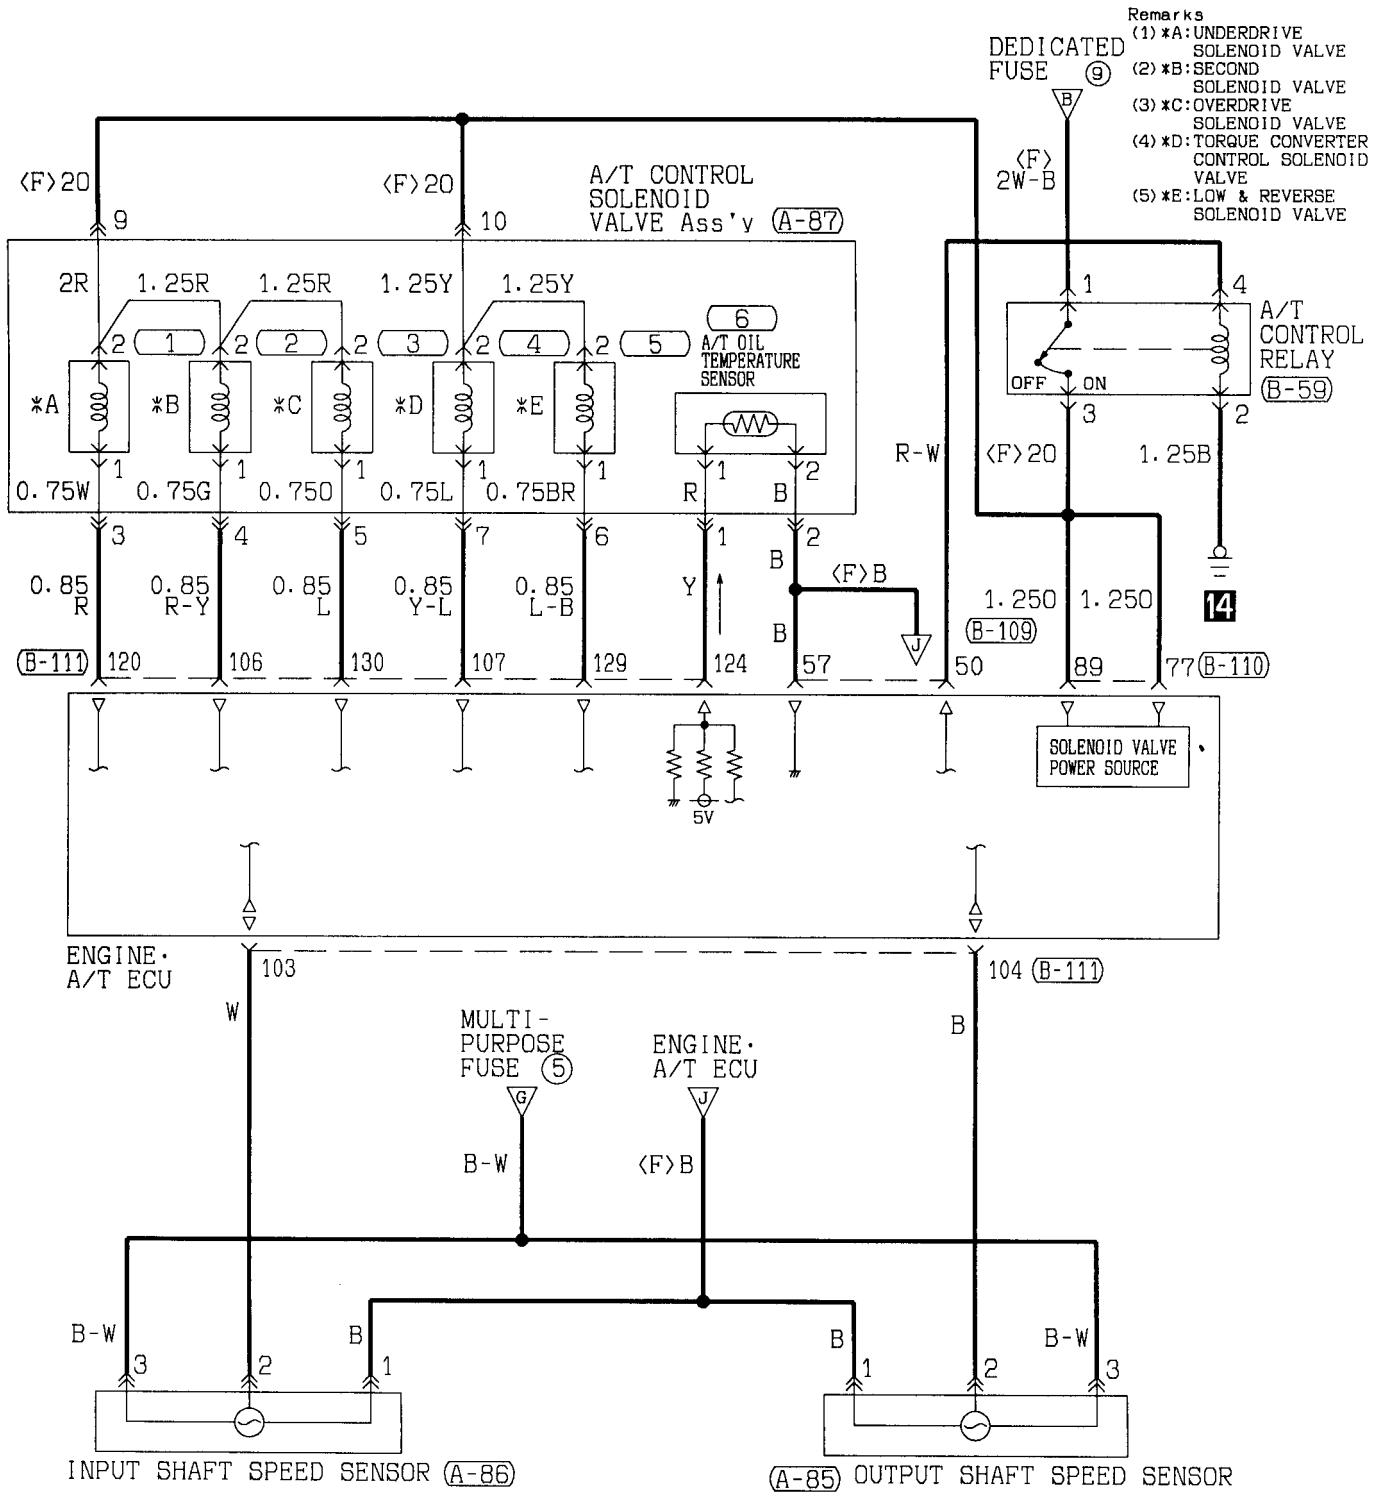 Remarks
(1)*A:UNDERDRIVE
SOLENOID VALVE
(2)*B:SECOND
SOLENOID VALVE
(3)*C:OVERDRIVE
SOLENOID VALVE
(4)*D:TORQUE CONVERTER
CONTROL SOLENOID
VALVE
(5)*E:LOW & REVERSE
SOLENOID VALVE
DEDICATED
FUSE 9
B
<F>
2W-B
<F>20
<F>20
A/T CONTROL
SOLENOID
VALVE Ass'y A-87
9
10
2R
1.25R
1.25R
1.25Y
1.25Y
1
4
A/T
CONTROL
RELAY
B-59
OFF
ON
3
2
2
1
2
2
2
3
2
4
2
5
6
A/T OIL
TEMPERATURE
SENSOR
*A
*B
*C
*D
*E
1
1
1
1
1
1
2
0.75W
0.75G
0.75O
0.75L
0.75BR
R
B
R-W
<F>20
1.25B
3
4
5
7
6
1
2
0.85
R
0.85
R-Y
0.85
L
0.85
Y-L
0.85
L-B
Y
B
<F>B
B
J
1.25O
1.25O
14
B-109
B-111
120
106
130
107
129
124
57
50
89
77
B-110
SOLENOID VALVE
POWER SOURCE
5V
ENGINE·
A/T ECU
103
104
B-111
W
B
MULTI-
PURPOSE
FUSE 5
G
ENGINE·
A/T ECU
J
B-W
<F>B
B-W
B
B
B-W
3
2
1
1
2
3
INPUT SHAFT SPEED SENSOR A-86
A-85 OUTPUT SHAFT SPEED SENSOR